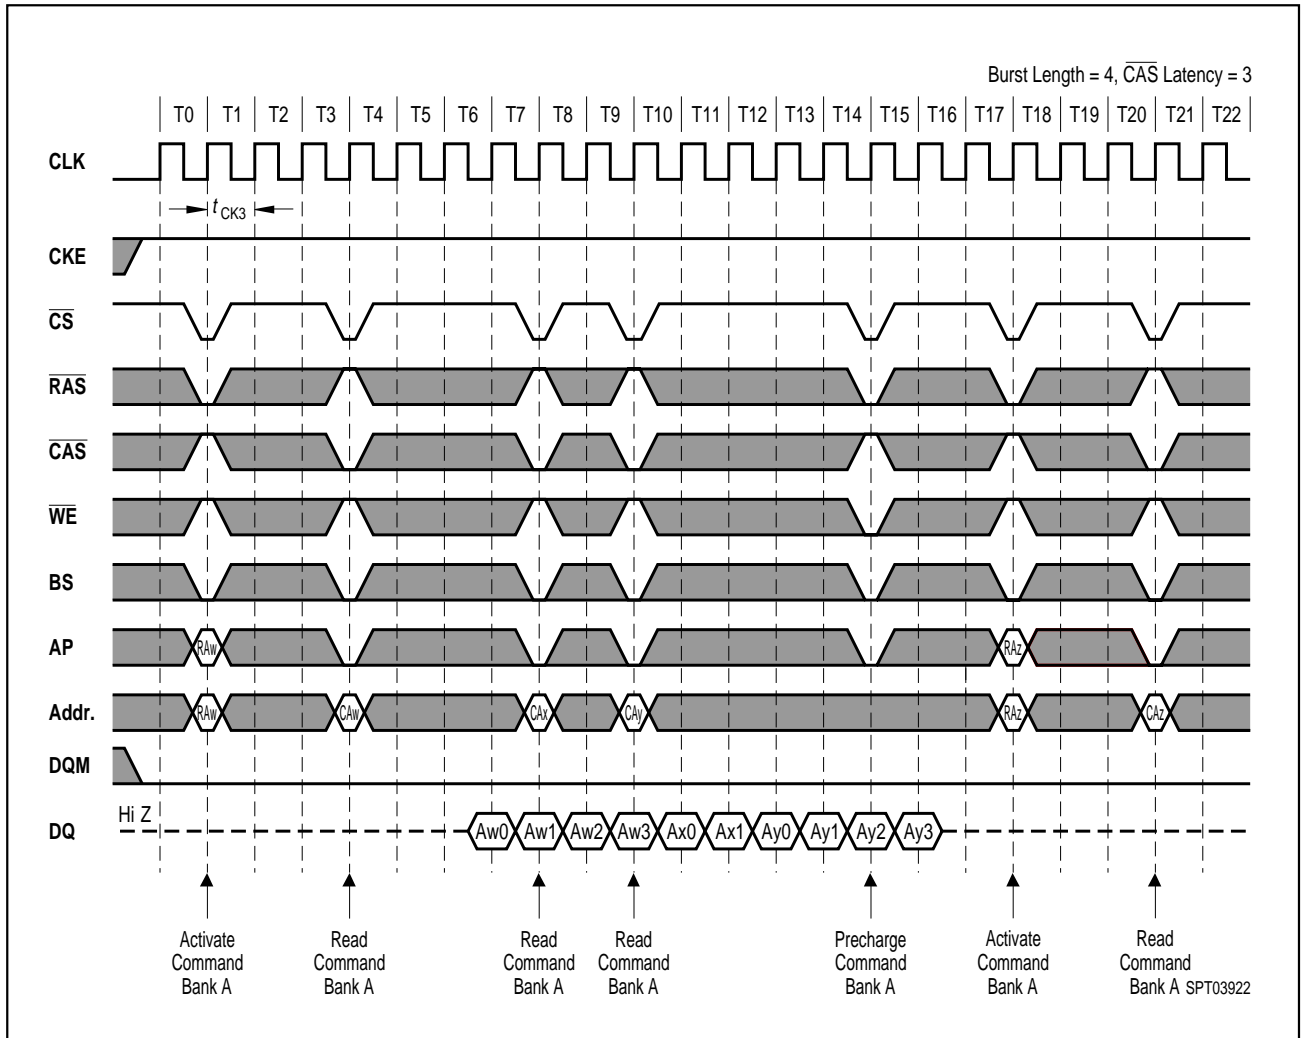 Burst Length = 4, CAS Latency = 3
T0 T1 T2 T3 T4 T5 T6 T7 T8 T9 T10 T11 T12 T13 T14 T15 T16 T17 T18 T19 T20 T21 T22
CLK
t CK3
CKE
CS
RAS
CAS
WE
BS
AP RAw RAz
Addr. RAw CAw CAx CAy RAz CAz
DQM
Hi Z
DQ Aw0 Aw1 Aw2 Aw3 Ax0 Ax1 Ay0 Ay1 Ay2 Ay3
Activate Read Read Read Precharge Activate Read
Command Command Command Command Command Command Command
Bank A Bank A Bank A Bank A Bank A Bank A Bank A SPT03922